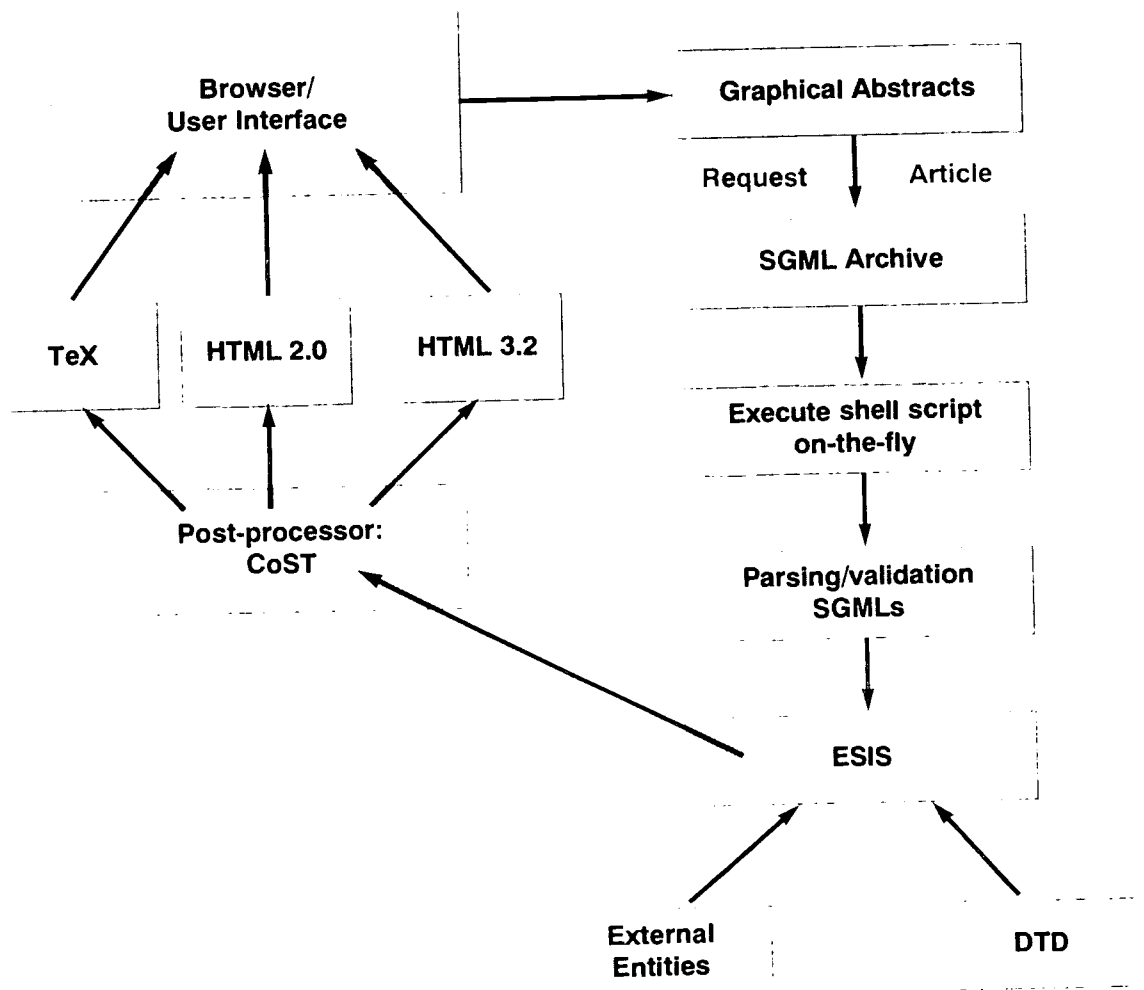 Browser/
User Interface
Graphical Abstracts
Request Article
SGML Archive
TeX
HTML 2.0
HTML 3.2
Execute shell script
on-the-fly
Post-processor:
CoST
Parsing/validation
SGMLs
ESIS
External
Entities
DTD